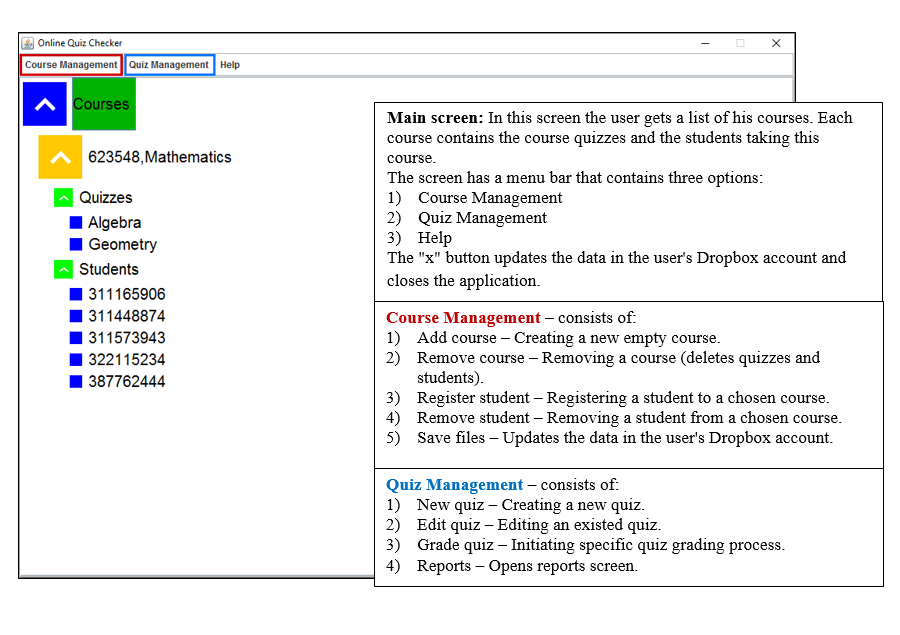 Online Quiz Checker
Course Management Quiz Management Help
Courses
623548,Mathematics
Quizzes
Algebra
Geometry
Students
311165906
311448874
311573943
322115234
387762444
Main screen: In this screen the user gets a list of his courses. Each
course contains the course quizzes and the students taking this
course.
The screen has a menu bar that contains three options:
1) Course Management
2) Quiz Management
3) Help
The "x" button updates the data in the user's Dropbox account and
closes the application.
Course Management – consists of:
1) Add course – Creating a new empty course.
2) Remove course – Removing a course (deletes quizzes and
students).
3) Register student – Registering a student to a chosen course.
4) Remove student – Removing a student from a chosen course.
5) Save files – Updates the data in the user's Dropbox account.
Quiz Management – consists of:
1) New quiz – Creating a new quiz.
2) Edit quiz – Editing an existed quiz.
3) Grade quiz – Initiating specific quiz grading process.
4) Reports – Opens reports screen.